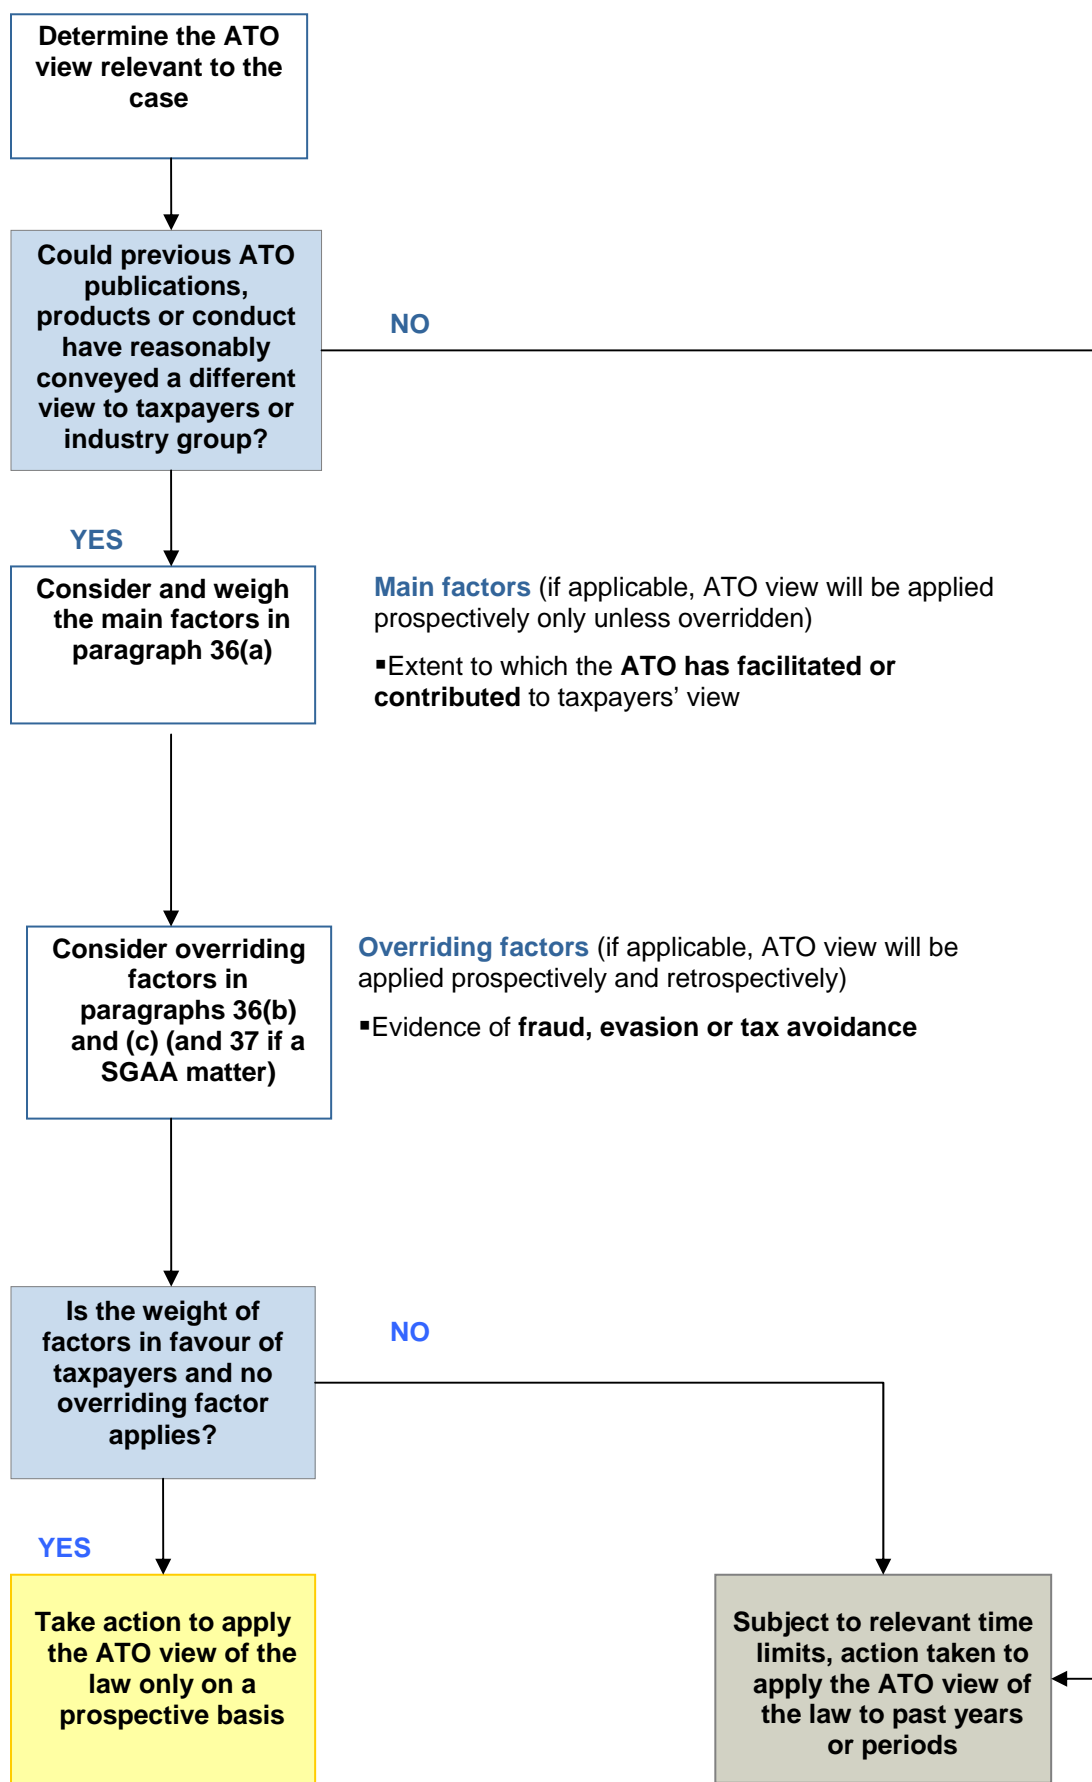 Determine the ATO
view relevant to the
case
Could previous ATO
publications,
products or conduct
have reasonably
conveyed a different
view to taxpayers or
industry group?
NO
YES
Consider and weigh
the main factors in
paragraph 36(a)
Main factors (if applicable, ATO view will be applied
prospectively only unless overridden)
▪Extent to which the ATO has facilitated or
contributed to taxpayers’ view
Consider overriding
factors in
paragraphs 36(b)
and (c) (and 37 if a
SGAA matter)
Overriding factors (if applicable, ATO view will be
applied prospectively and retrospectively)
▪Evidence of fraud, evasion or tax avoidance
Is the weight of
factors in favour of
taxpayers and no
overriding factor
applies?
NO
YES
Take action to apply
the ATO view of the
law only on a
prospective basis
Subject to relevant time
limits, action taken to
apply the ATO view of
the law to past years
or periods